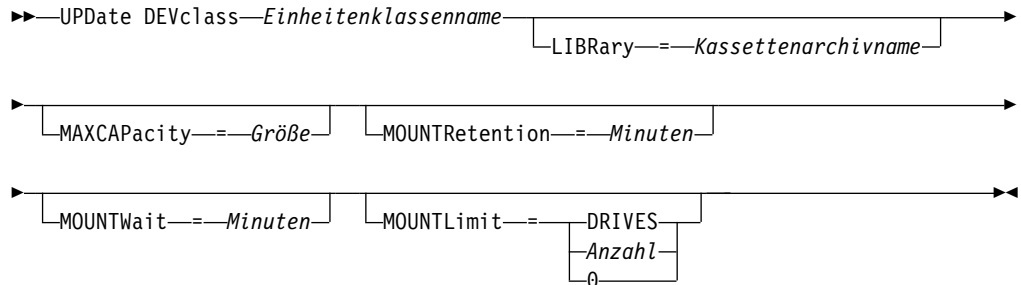 UPDate DEVclass Einheitenklassenname
LIBRary = Kassettenarchivname
MAXCAPacity = Größe MOUNTRetention = Minuten
MOUNTWait = Minuten MOUNTLimit = DRIVES
Anzahl
0